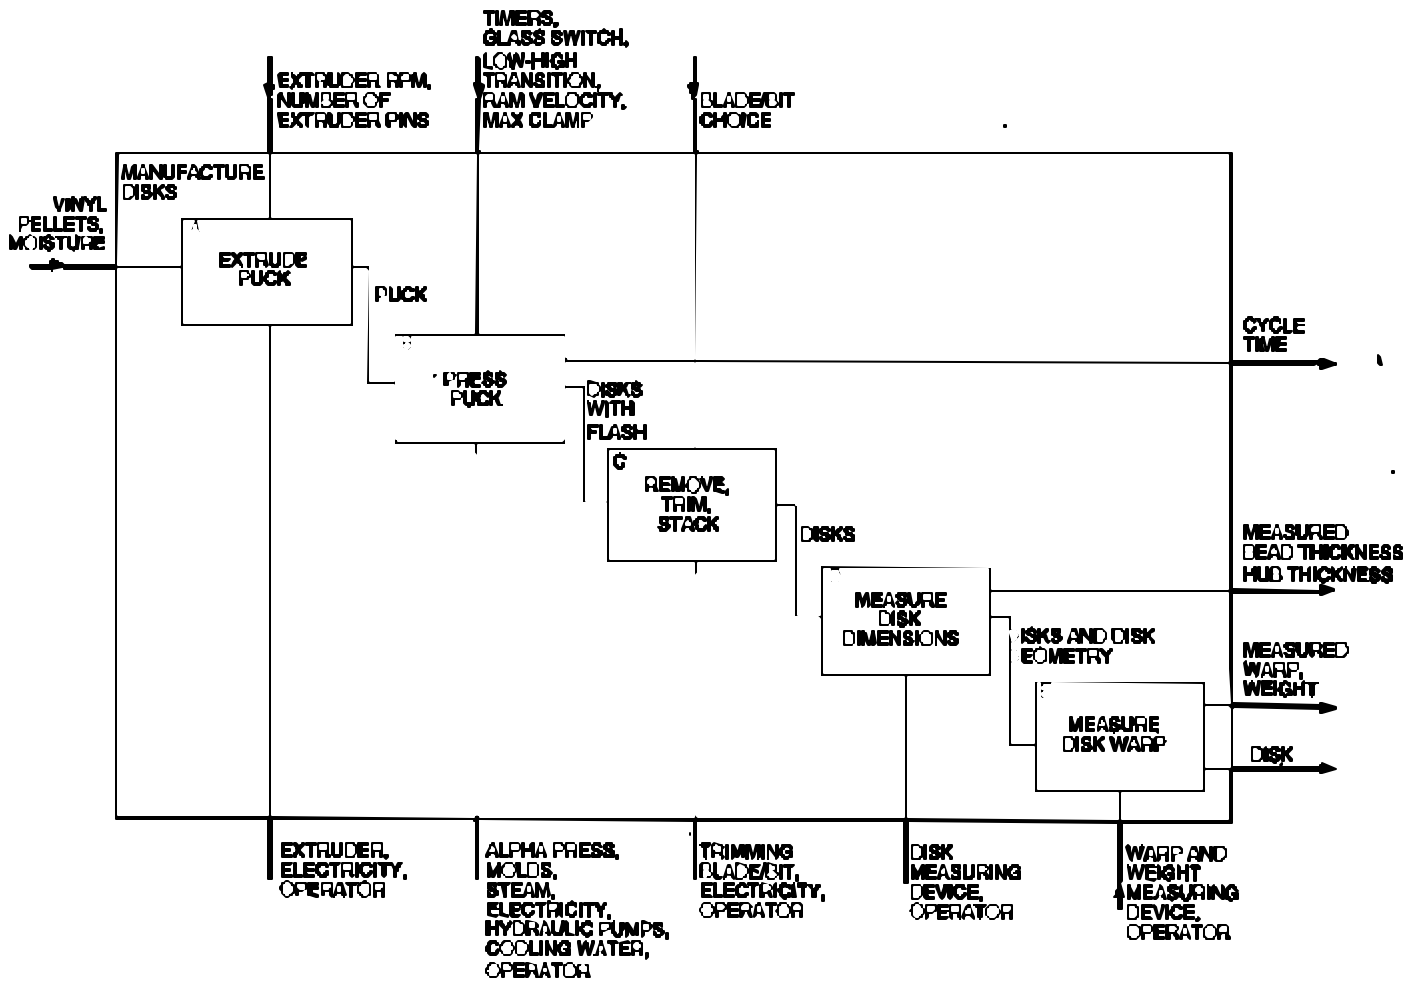 TIMERS,
GLASS SWITCH,
LOW-HIGH
TRANSITION,
RAM VELOCITY,
MAX CLAMP
EXTRUDER RPM,
NUMBER OF
EXTRUDER PINS
BLADE/BIT
CHOICE
MANUFACTURE
DISKS
VINYL
PELLETS,
MOISTURE
A
EXTRUDE
PUCK
PUCK
CYCLE
TIME
B
PRESS
PUCK
DISKS
WITH
FLASH
C
REMOVE,
TRIM,
STACK
DISKS
MEASURED
DEAD THICKNESS
HUB THICKNESS
MEASURE
DISK
DIMENSIONS
ISKS AND DISK
EOMETRY
MEASURED
WARP,
WEIGHT
MEASURE
DISK WARP
DISK
EXTRUDER,
ELECTRICITY,
OPERATOR
ALPHA PRESS,
MOLDS,
STEAM,
ELECTRICITY,
HYDRAULIC PUMPS,
COOLING WATER,
OPERATOR
TRIMMING
BLADE/BIT,
ELECTRICITY,
OPERATOR
DISK
MEASURING
DEVICE,
OPERATOR
WARP AND
WEIGHT
MEASURING
DEVICE,
OPERATOR